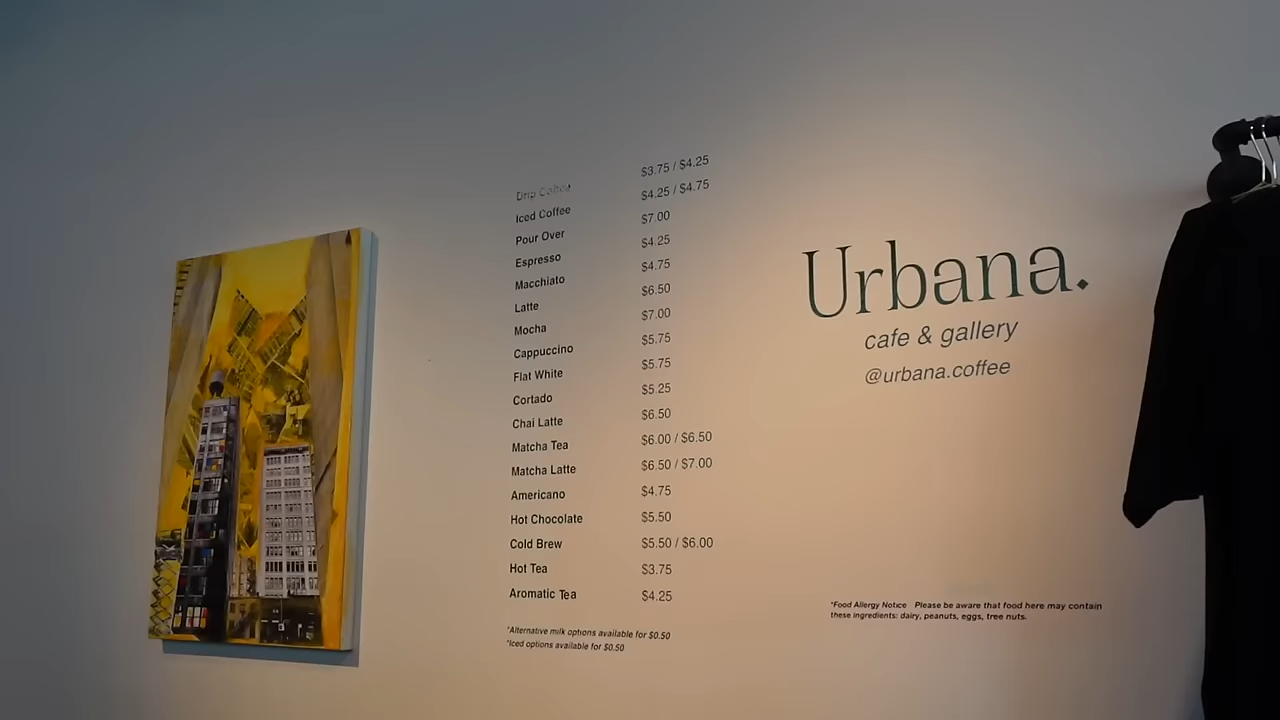 Drip Coffee $3.75 / $4.25
Iced Coffee $4.25 / $4.75
Pour Over $7.00
Espresso $4.25
Macchiato $4.75
Latte $6.50
Mocha $7.00
Cappuccino $5.75
Flat White $5.75
Cortado $5.25
Chai Latte $6.50
Matcha Tea $6.00 / $6.50
Matcha Latte $6.50 / $7.00
Americano $4.75
Hot Chocolate $5.50
Cold Brew $5.50 / $6.00
Hot Tea $3.75
Aromatic Tea $4.25
*Alternative milk options available for $0.50
*Iced options available for $0.50
Urbana.
cafe & gallery
@urbana.coffee
*Food Allergy Notice Please be aware that food here may contain
these ingredients: dairy, peanuts, eggs, tree nuts.